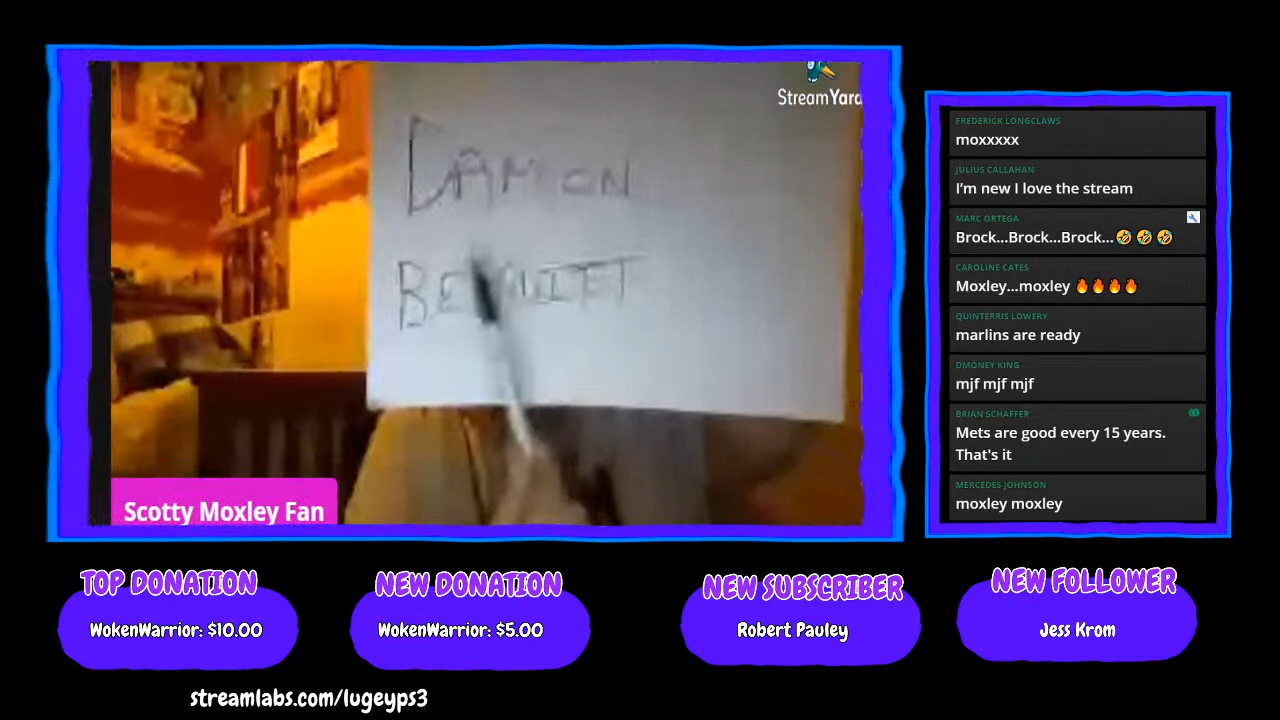 StreamYard
DAMON
Scotty Moxley Fan
FREDERICK LONGCLAWS
moxxxxx
JULIUS CALLAHAN
I'm new I love the stream
MARC ORTEGA
Brock...Brock...Brock...🤣🤣🤣
CAROLINE CATES
Moxley...moxley 🔥🔥🔥🔥
QUINTERRIS LOWERY
marlins are ready
DMONEY KING
mjf mjf mjf
BRIAN SCHAFFER
Mets are good every 15 years.
That's it
MERCEDES JOHNSON
moxley moxley
TOP DONATION
WokenWarrior: $10.00
NEW DONATION
WokenWarrior: $5.00
NEW SUBSCRIBER
Robert Pauley
NEW FOLLOWER
Jess Krom
streamlabs.com/lugeyps3